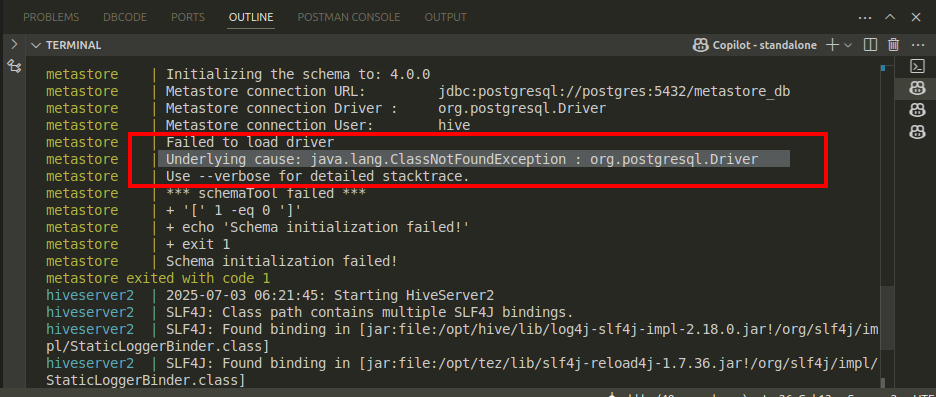 PROBLEMS DBCODE PORTS OUTLINE POSTMAN CONSOLE OUTPUT
TERMINAL Copilot - standalone
metastore | Initializing the schema to: 4.0.0
metastore | Metastore connection URL: jdbc:postgresql://postgres:5432/metastore_db
metastore | Metastore connection Driver : org.postgresql.Driver
metastore | Metastore connection User: hive
metastore | Failed to load driver
metastore | Underlying cause: java.lang.ClassNotFoundException : org.postgresql.Driver
metastore | Use --verbose for detailed stacktrace.
metastore | *** schemaTool failed ***
metastore | + '[' 1 -eq 0 ']'
metastore | + echo 'Schema initialization failed!'
metastore | + exit 1
metastore | Schema initialization failed!
metastore exited with code 1
hiveserver2 | 2025-07-03 06:21:45: Starting HiveServer2
hiveserver2 | SLF4J: Class path contains multiple SLF4J bindings.
hiveserver2 | SLF4J: Found binding in [jar:file:/opt/hive/lib/log4j-slf4j-impl-2.18.0.jar!/org/slf4j/im
pl/StaticLoggerBinder.class]
hiveserver2 | SLF4J: Found binding in [jar:file:/opt/tez/lib/slf4j-reload4j-1.7.36.jar!/org/slf4j/impl/
StaticLoggerBinder.class]